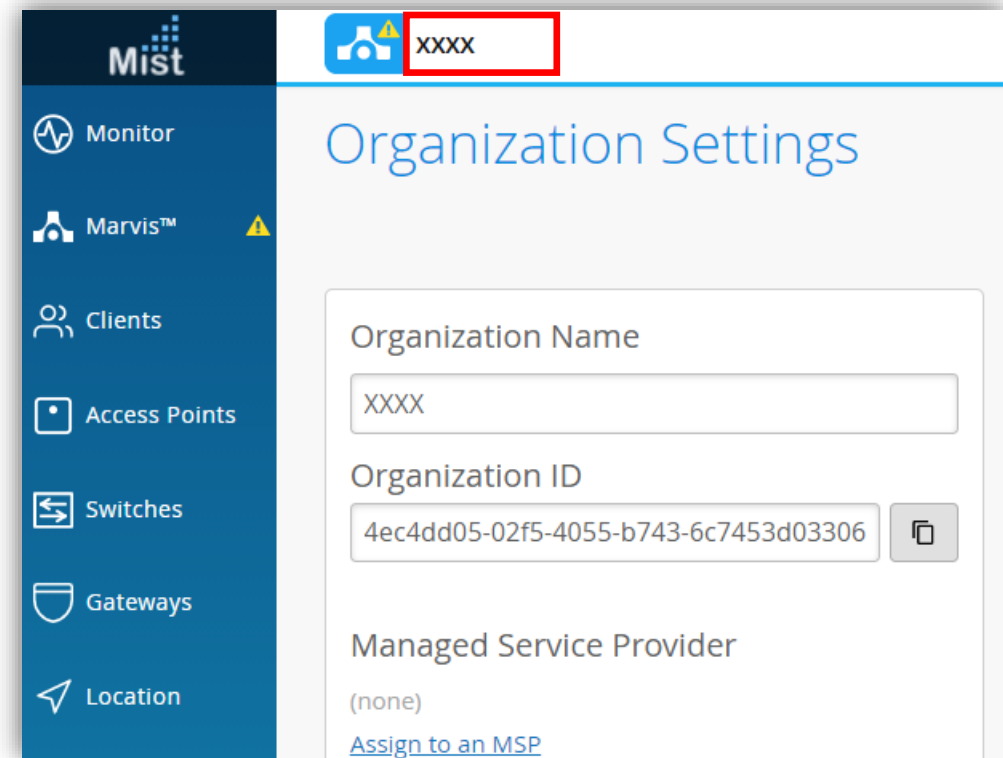 Mist
XXXX
Monitor
Marvis™
Clients
Access Points
Switches
Gateways
Location
Organization Settings
Organization Name
XXXX
Organization ID
4ec4dd05-02f5-4055-b743-6c7453d03306
Managed Service Provider
(none)
Assign to an MSP